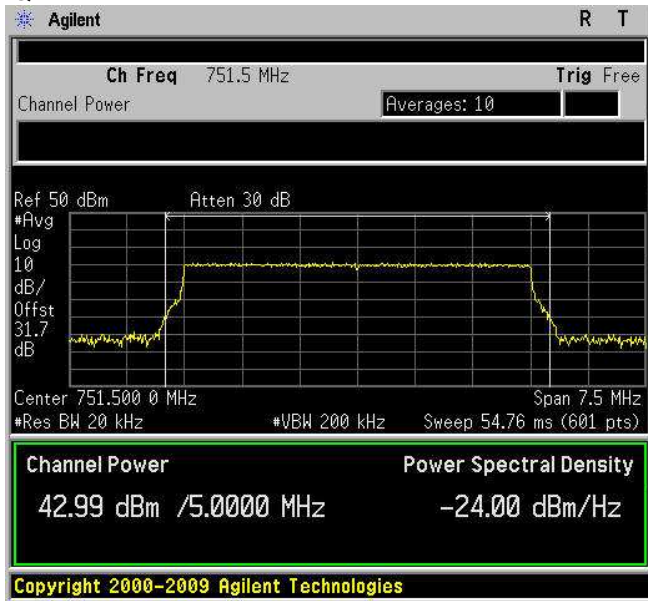 Agilent R T
Ch Freq 751.5 MHz Trig Free
Channel Power Averages: 10
Ref 50 dBm Atten 30 dB
#Avg
Log
10
dB/
Offst
31.7
dB
Center 751.500 0 MHz Span 7.5 MHz
#Res BW 20 kHz #VBW 200 kHz Sweep 54.76 ms (601 pts)
Channel Power Power Spectral Density
42.99 dBm /5.0000 MHz -24.00 dBm/Hz
Copyright 2000-2009 Agilent Technologies